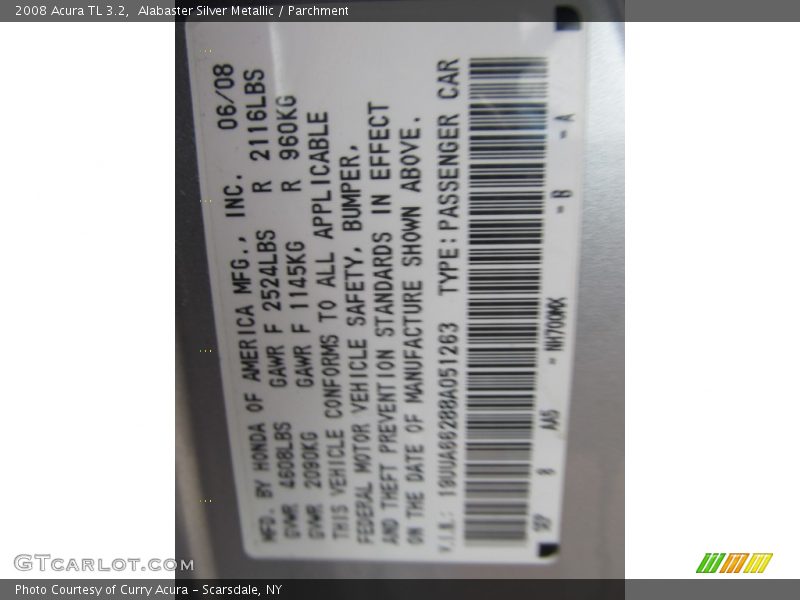 2008 Acura TL 3.2,  Alabaster Silver Metallic / Parchment
MFD. BY HONDA OF AMERICA MFG., INC. 06/08
GVWR 4608LBS GAWR F 2524LBS R 2116LBS
GVWR 2090KG GAWR F 1145KG R 960KG
THIS VEHICLE CONFORMS TO ALL APPLICABLE
FEDERAL MOTOR VEHICLE SAFETY, BUMPER,
AND THEFT PREVENTION STANDARDS IN EFFECT
ON THE DATE OF MANUFACTURE SHOWN ABOVE.
V.I.N.: 19UUA66288A051263 TYPE: PASSENGER CAR
SEP 8 AA5 - NH700MX - B - A
GTCARLOT.COM
Photo Courtesy of Curry Acura - Scarsdale, NY